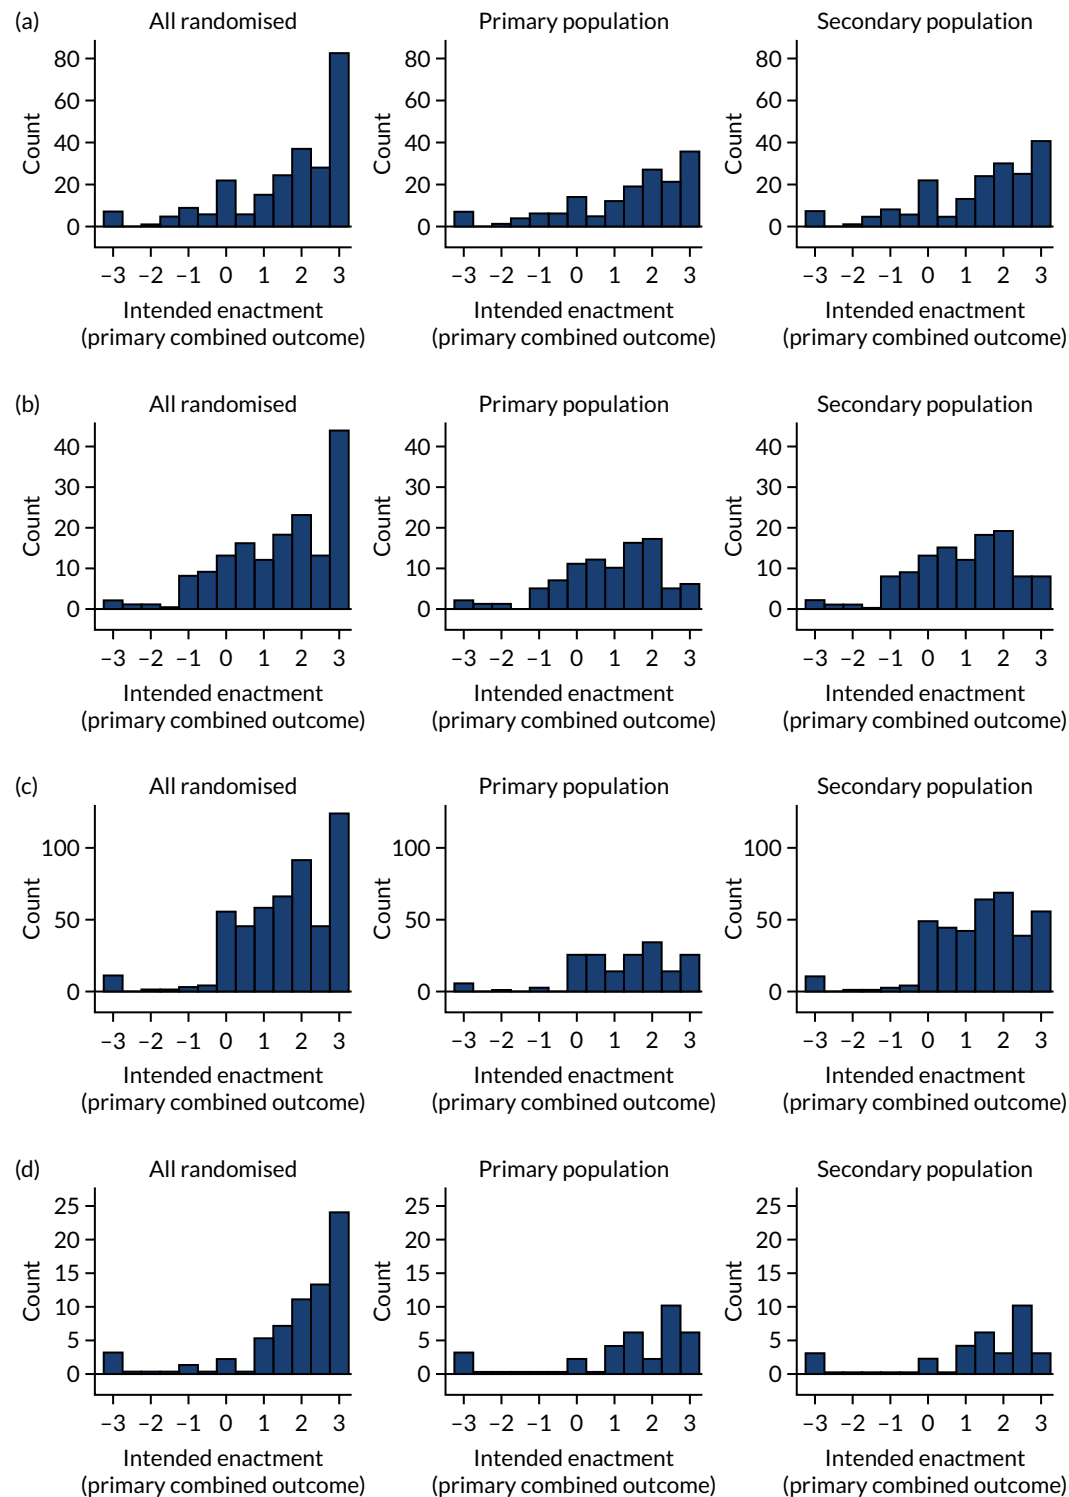 (a) All randomised Primary population Secondary population
80 80 80
60 60 60
Count Count Count
40 40 40
20 20 20
0 0 0
–3 –2 –1 0 1 2 3 –3 –2 –1 0 1 2 3 –3 –2 –1 0 1 2 3
Intended enactment Intended enactment Intended enactment
(primary combined outcome) (primary combined outcome) (primary combined outcome)
(b) All randomised Primary population Secondary population
40 40 40
30 30 30
Count Count Count
20 20 20
10 10 10
0 0 0
–3 –2 –1 0 1 2 3 –3 –2 –1 0 1 2 3 –3 –2 –1 0 1 2 3
Intended enactment Intended enactment Intended enactment
(primary combined outcome) (primary combined outcome) (primary combined outcome)
(c) All randomised Primary population Secondary population
100 100 100
Count Count Count
50 50 50
0 0 0
–3 –2 –1 0 1 2 3 –3 –2 –1 0 1 2 3 –3 –2 –1 0 1 2 3
Intended enactment Intended enactment Intended enactment
(primary combined outcome) (primary combined outcome) (primary combined outcome)
(d) All randomised Primary population Secondary population
25 25 25
20 20 20
15 15 15
Count Count Count
10 10 10
5 5 5
0 0 0
–3 –2 –1 0 1 2 3 –3 –2 –1 0 1 2 3 –3 –2 –1 0 1 2 3
Intended enactment Intended enactment Intended enactment
(primary combined outcome) (primary combined outcome) (primary combined outcome)